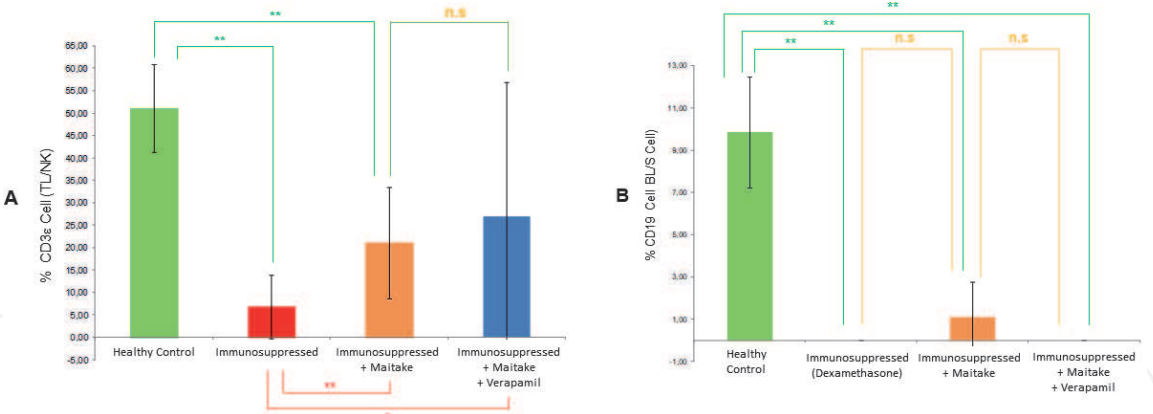 **
n.s
**
65,00
60,00
55,00
50,00
45,00
40,00
35,00
30,00
25,00
20,00
15,00
10,00
5,00
0,00
-5,00
% CD3ε Cell (TL/NK)
A
Healthy Control
Immunosuppressed
Immunosuppressed
+ Maitake
Immunosuppressed
+ Maitake
+ Verapamil
**
**
**
n.s
n.s
**
13,00
11,00
9,00
7,00
5,00
3,00
1,00
-1,00
% CD19 Cell BL/S Cell)
B
Healthy
Control
Immunosuppressed
(Dexamethasone)
Immunosuppressed
+ Maitake
Immunosuppressed
+ Maitake
+ Verapamil